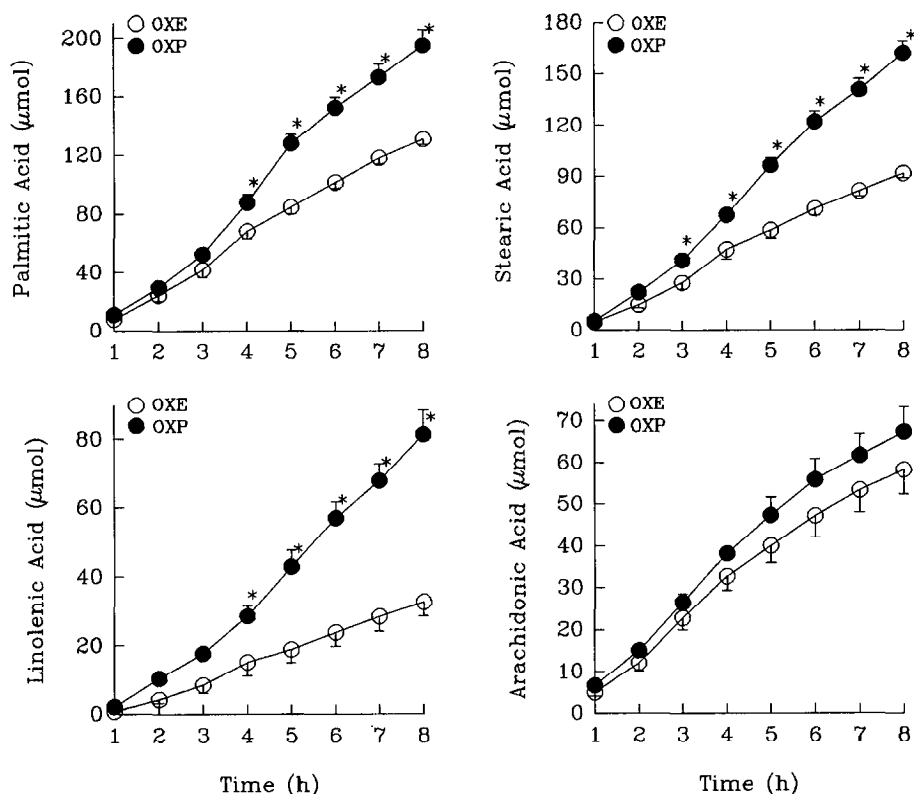 OXE
OXP
Palmitic Acid (μmol)
200
160
120
80
40
0
* * * * *
1 2 3 4 5 6 7 8
OXE
OXP
Stearic Acid (μmol)
180
150
120
90
60
30
0
* * * * * *
1 2 3 4 5 6 7 8
OXE
OXP
Linolenic Acid (μmol)
80
60
40
20
0
* * * * *
1 2 3 4 5 6 7 8
Time (h)
OXE
OXP
Arachidonic Acid (μmol)
70
60
50
40
30
20
10
0
1 2 3 4 5 6 7 8
Time (h)